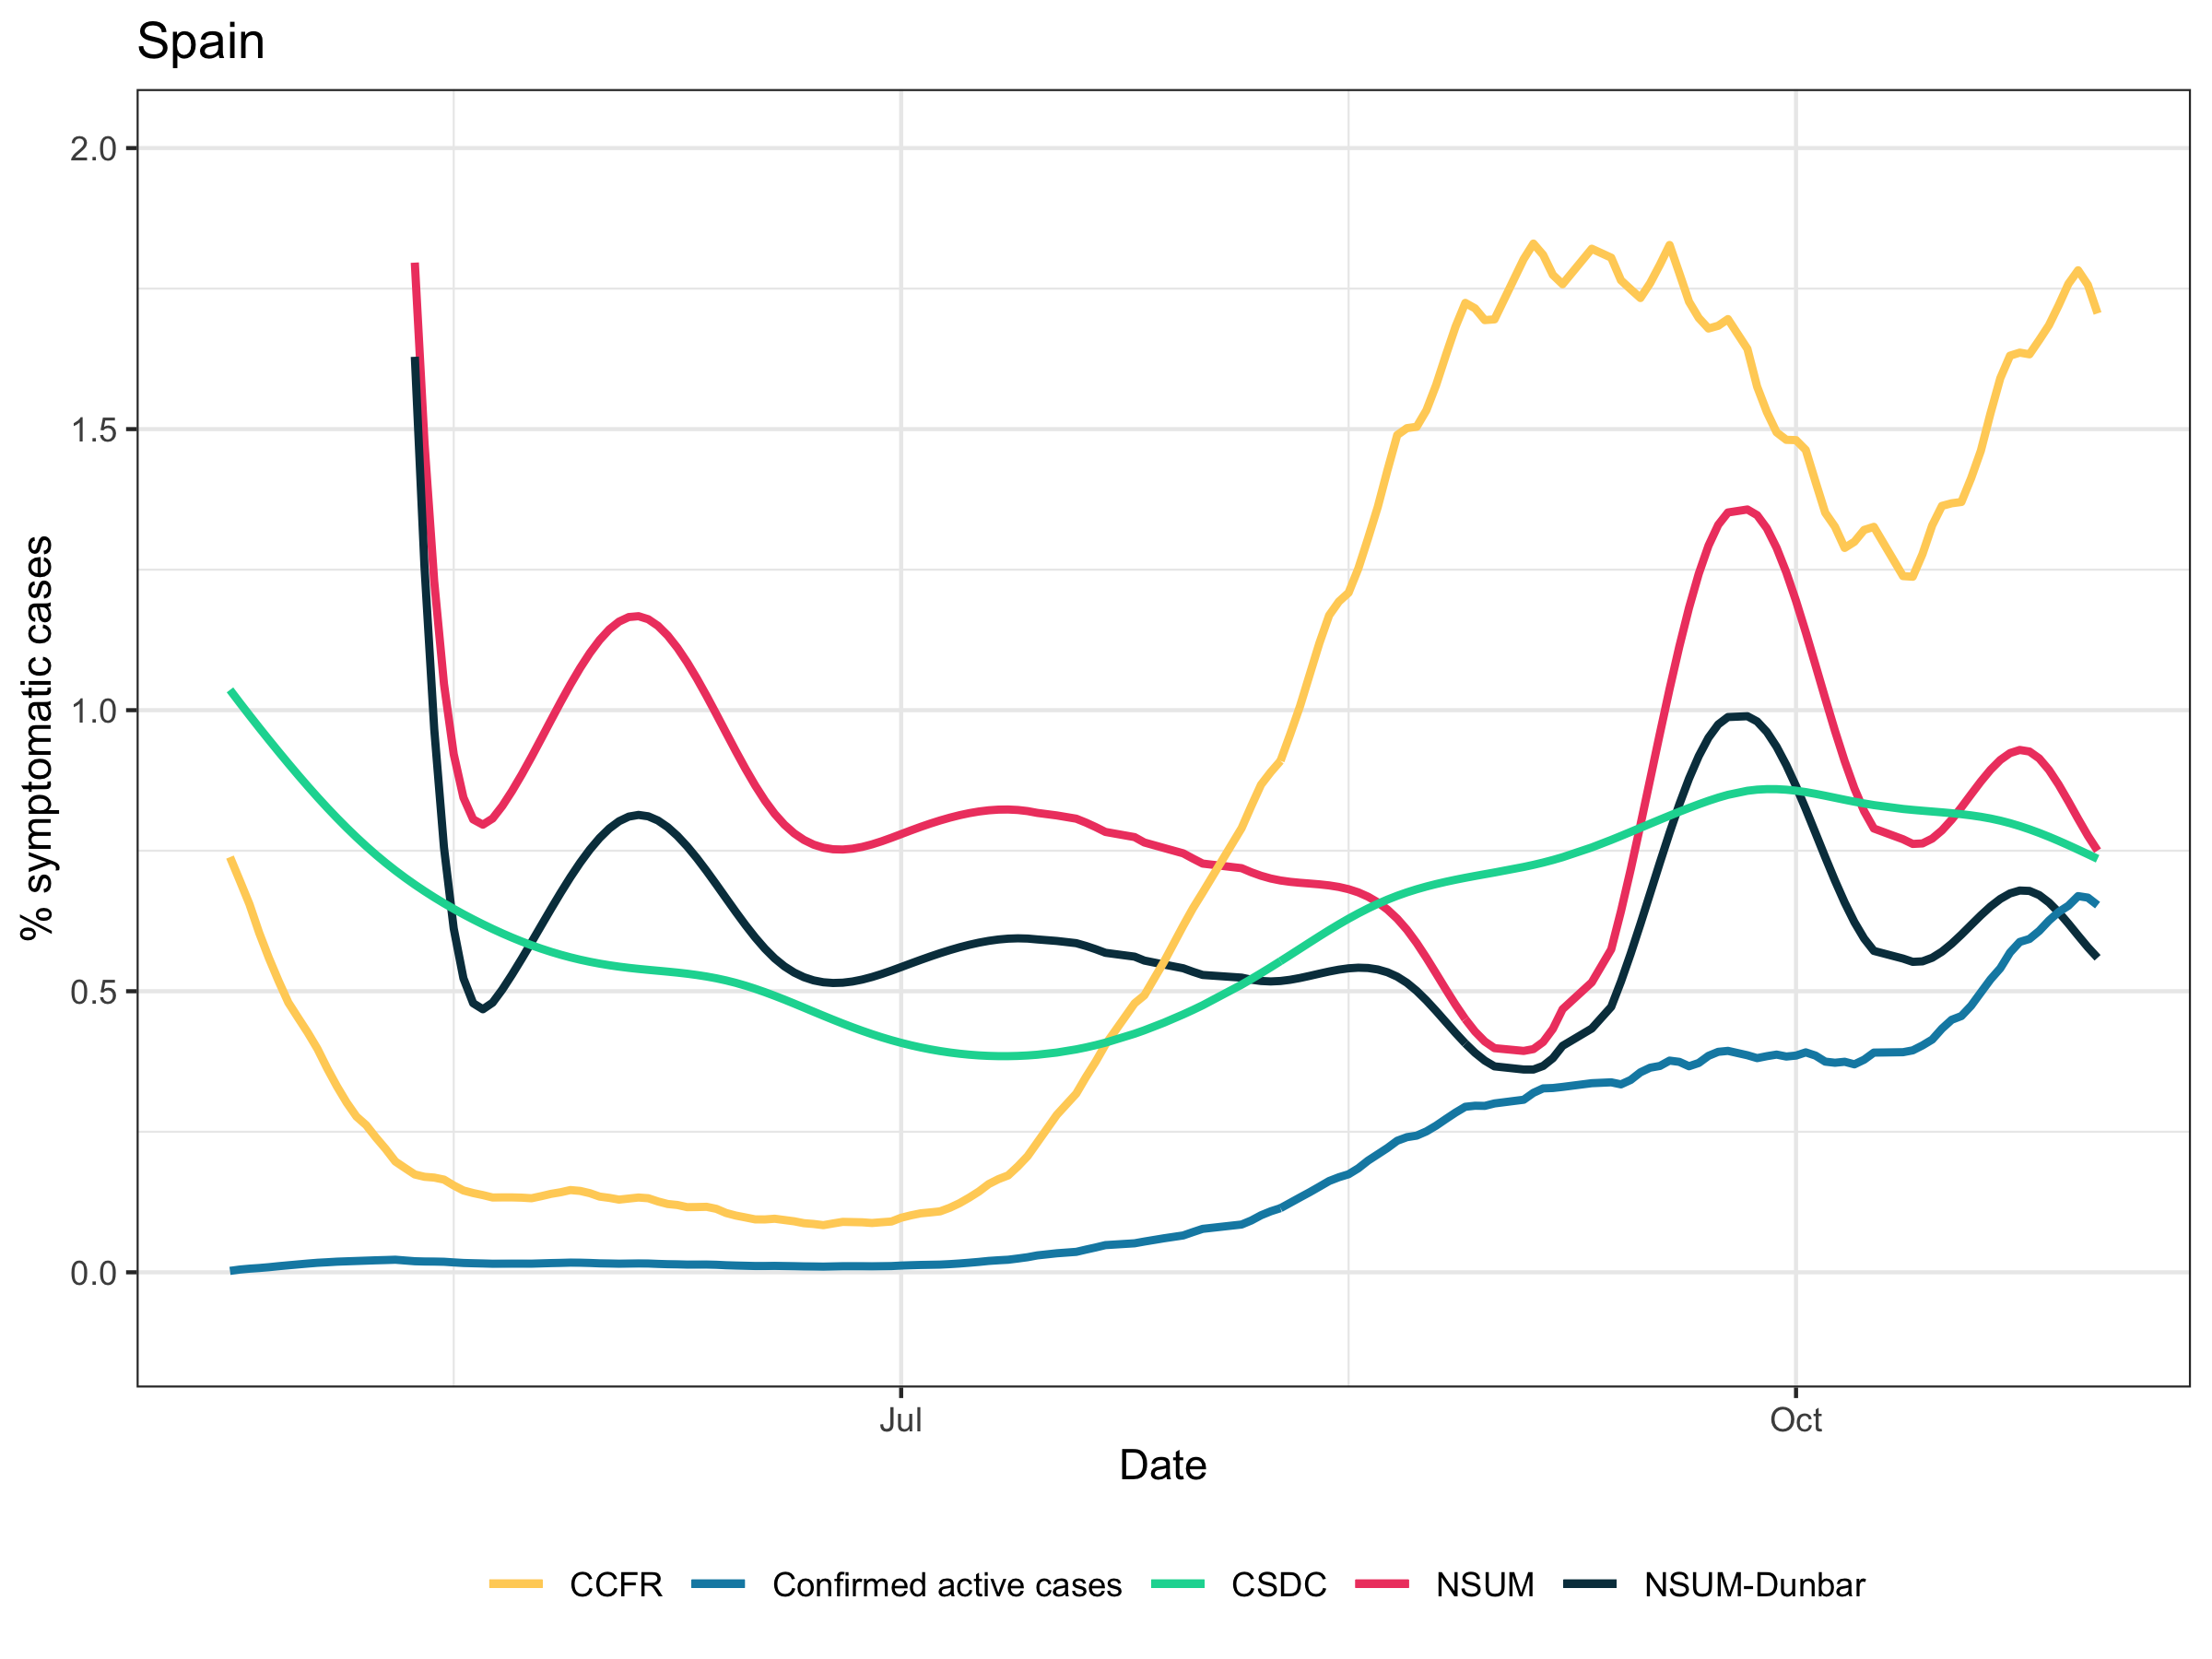 Spain
% symptomatic cases
2.0
1.5
1.0
0.5
0.0
Jul Oct
Date
CCFR Confirmed active cases CSDC NSUM NSUM-Dunbar